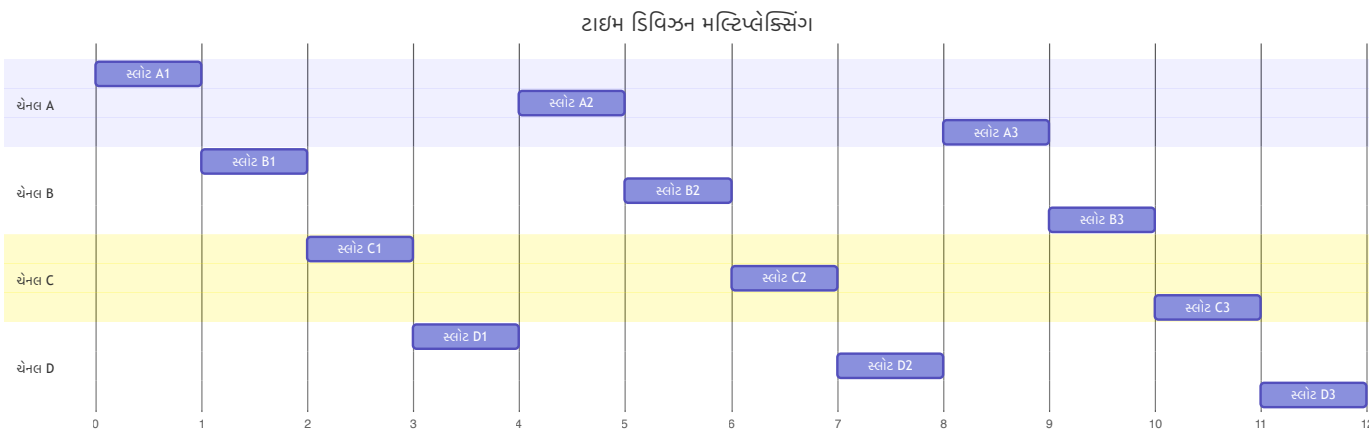 ટાઇમ ડિવિઝન મલ્ટિપ્લેક્સિંગ
ચેનલ A
સ્લોટ A1
સ્લોટ A2
સ્લોટ A3
ચેનલ B
સ્લોટ B1
સ્લોટ B2
સ્લોટ B3
ચેનલ C
સ્લોટ C1
સ્લોટ C2
સ્લોટ C3
ચેનલ D
સ્લોટ D1
સ્લોટ D2
સ્લોટ D3
0 1 2 3 4 5 6 7 8 9 10 11